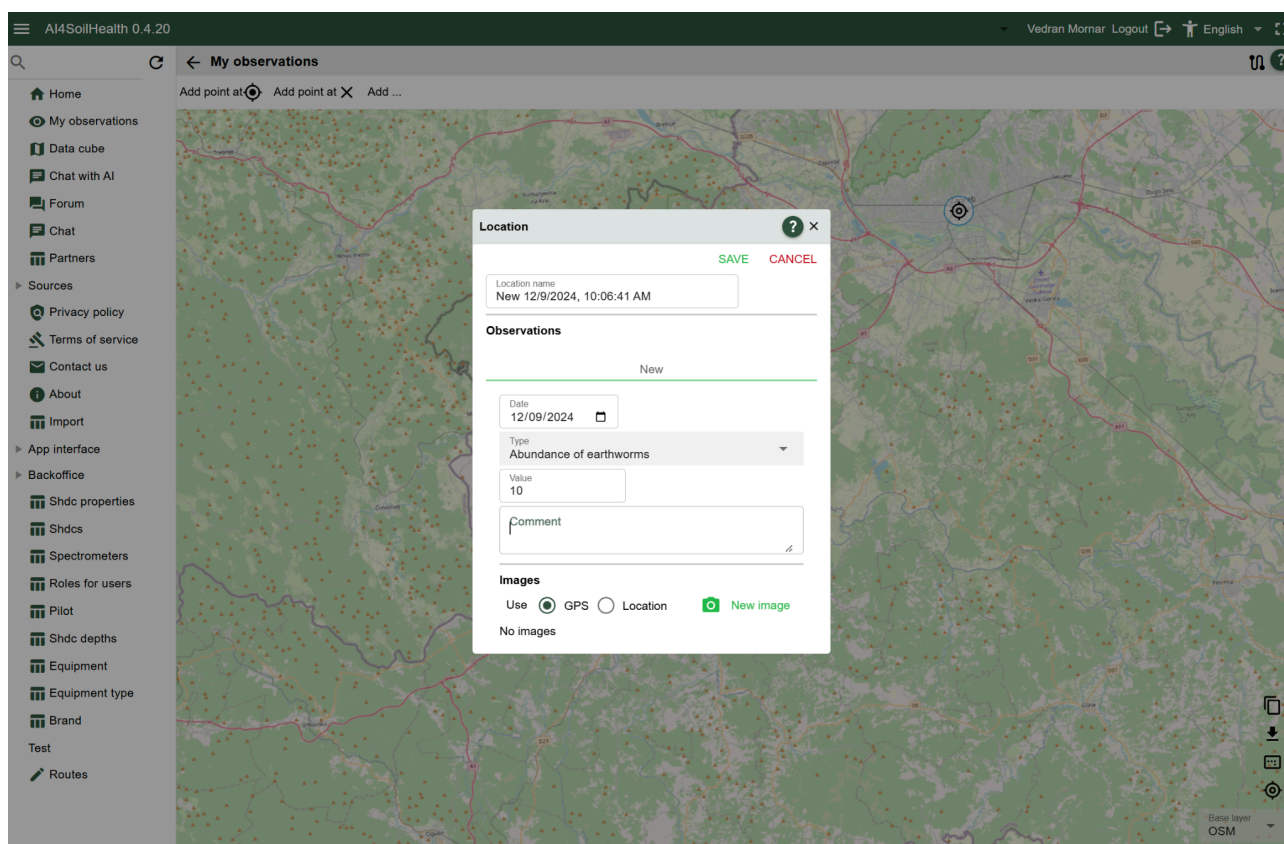 AI4SoilHealth 0.4.20
Vedran Mornar Logout English
My observations
Add point at Add point at Add ...
Home
My observations
Data cube
Chat with AI
Forum
Chat
Partners
Sources
Privacy policy
Terms of service
Contact us
About
Import
App interface
Backoffice
Shdc properties
Shdcs
Spectrometers
Roles for users
Pilot
Shdc depths
Equipment
Equipment type
Brand
Test
Routes
Location
?
SAVE CANCEL
Location name
New 12/9/2024, 10:06:41 AM
Observations
New
Date
12/09/2024
Type
Abundance of earthworms
Value
10
Comment
Images
Use GPS Location New image
No images
Base layer
OSM